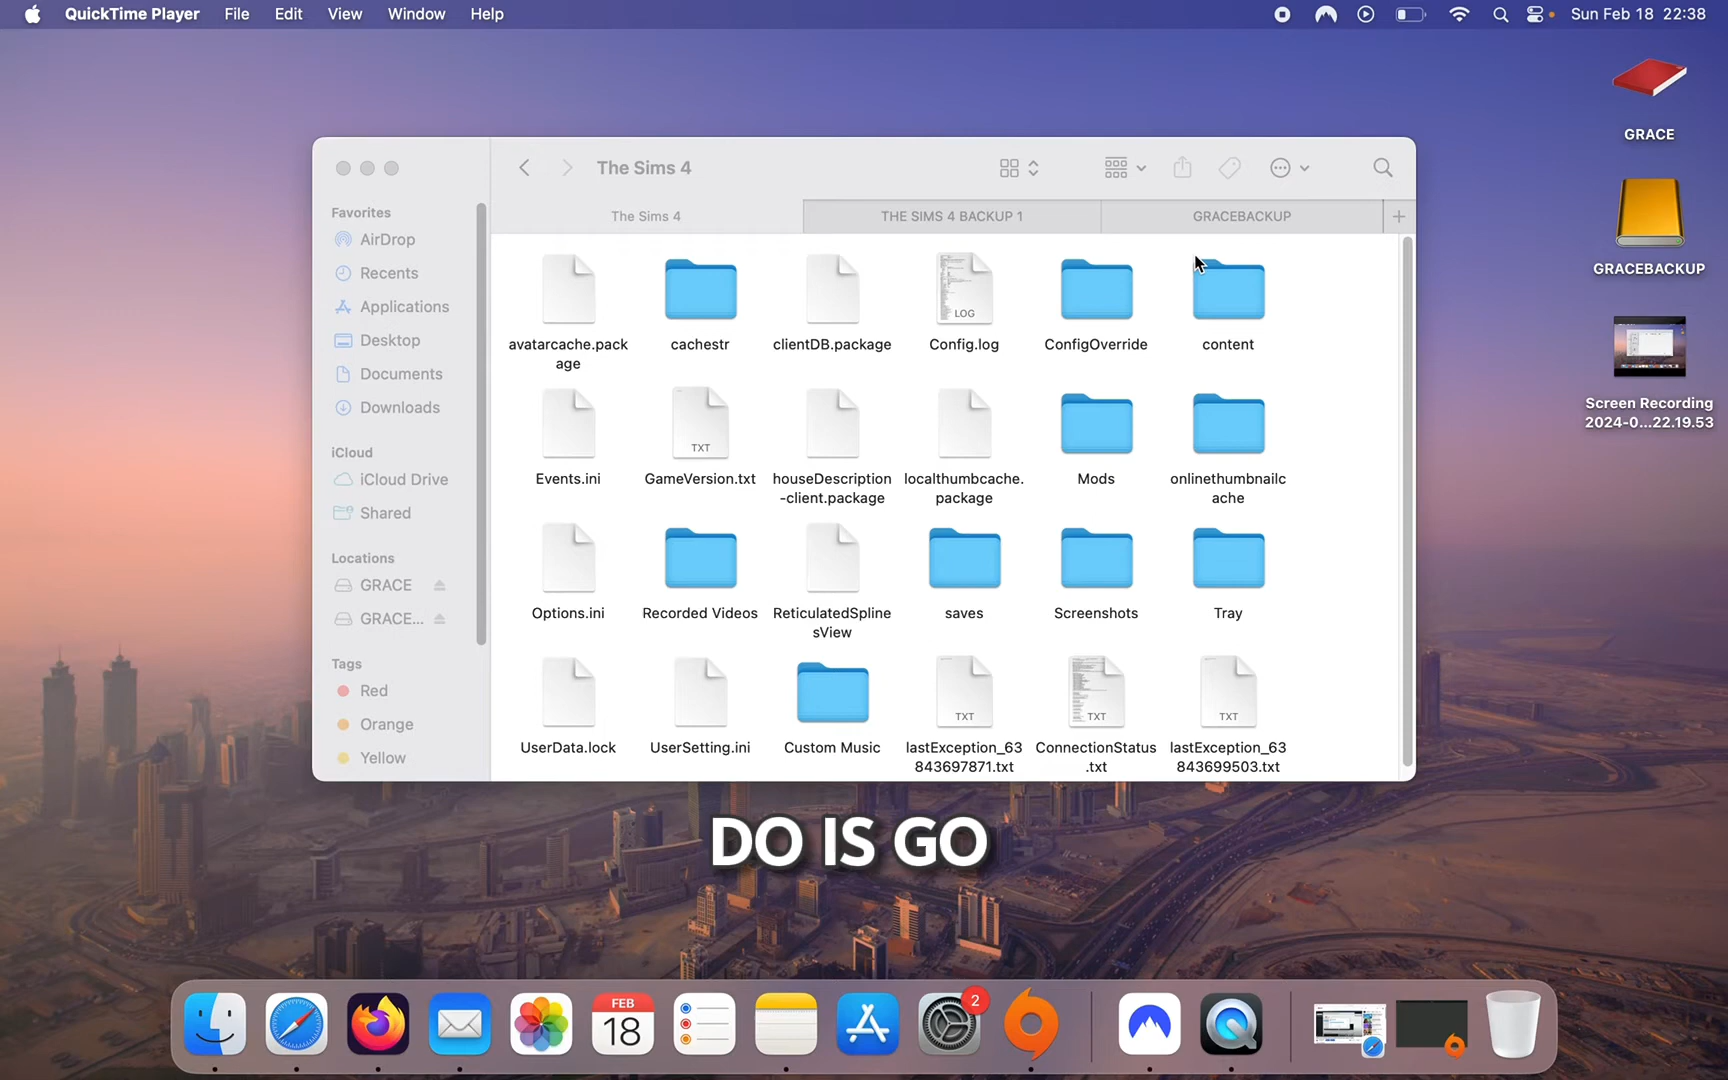 QuickTime Player File Edit View Window Help Sun Feb 18 22:38
GRACE
GRACEBACKUP
Screen Recording
2024-0...22.19.53
The Sims 4
The Sims 4 THE SIMS 4 BACKUP 1 GRACEBACKUP +
Favorites
AirDrop
Recents
Applications
Desktop
Documents
Downloads
iCloud
iCloud Drive
Shared
Locations
GRACE
GRACE...
Tags
Red
Orange
Yellow
avatarcache.pack
age
cachestr
clientDB.package
LOG
Config.log
ConfigOverride
content
Events.ini
TXT
GameVersion.txt
houseDescription
-client.package
localthumbcache.
package
Mods
onlinethumbnailc
ache
Options.ini
Recorded Videos
ReticulatedSpline
sView
saves
Screenshots
Tray
UserData.lock
UserSetting.ini
Custom Music
TXT
lastException_63
843697871.txt
TXT
ConnectionStatus
.txt
TXT
lastException_63
843699503.txt
DO IS GO
FEB
18
2